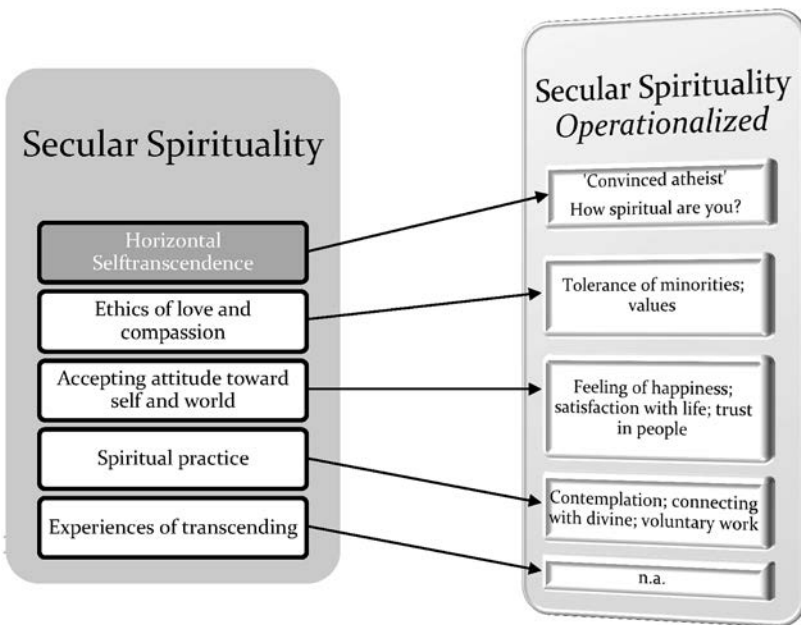 Secular Spirituality
Horizontal
Selftranscendence
Ethics of love and
compassion
Accepting attitude toward
self and world
Spiritual practice
Experiences of transcending
Secular Spirituality
Operationalized
'Convinced atheist'
How spiritual are you?
Tolerance of minorities;
values
Feeling of happiness;
satisfaction with life; trust
in people
Contemplation; connecting
with divine; voluntary work
n.a.